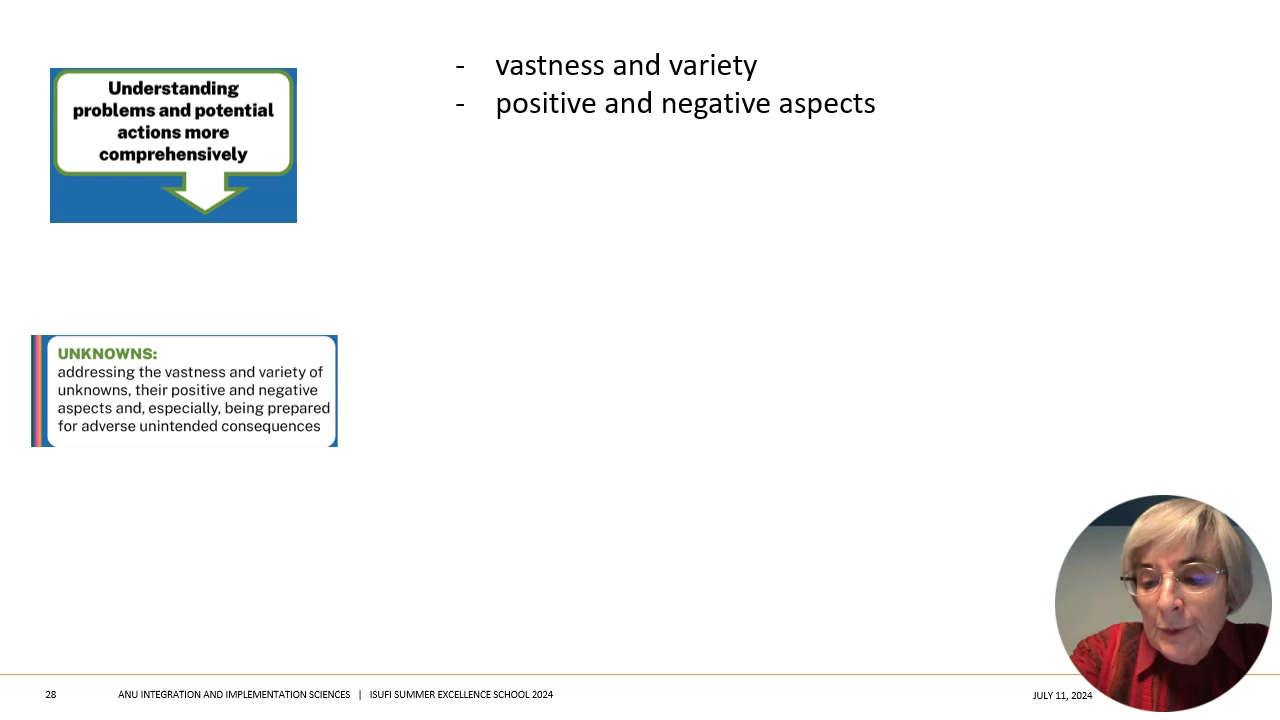 Understanding
problems and potential
actions more
comprehensively
- vastness and variety
- positive and negative aspects
UNKNOWNS:
addressing the vastness and variety of
unknowns, their positive and negative
aspects and, especially, being prepared
for adverse unintended consequences
28 ANU INTEGRATION AND IMPLEMENTATION SCIENCES | ISUFI SUMMER EXCELLENCE SCHOOL 2024 JULY 11, 2024